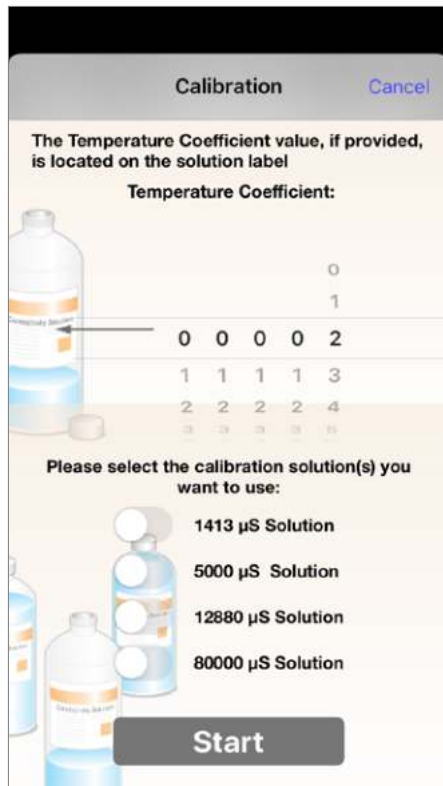 Calibration Cancel
The Temperature Coefficient value, if provided,
is located on the solution label
Temperature Coefficient:
0
1
0 0 0 0 2
1 1 1 1 3
2 2 2 2 4
Please select the calibration solution(s) you
want to use:
1413 µS Solution
5000 µS Solution
12880 µS Solution
80000 µS Solution
Start